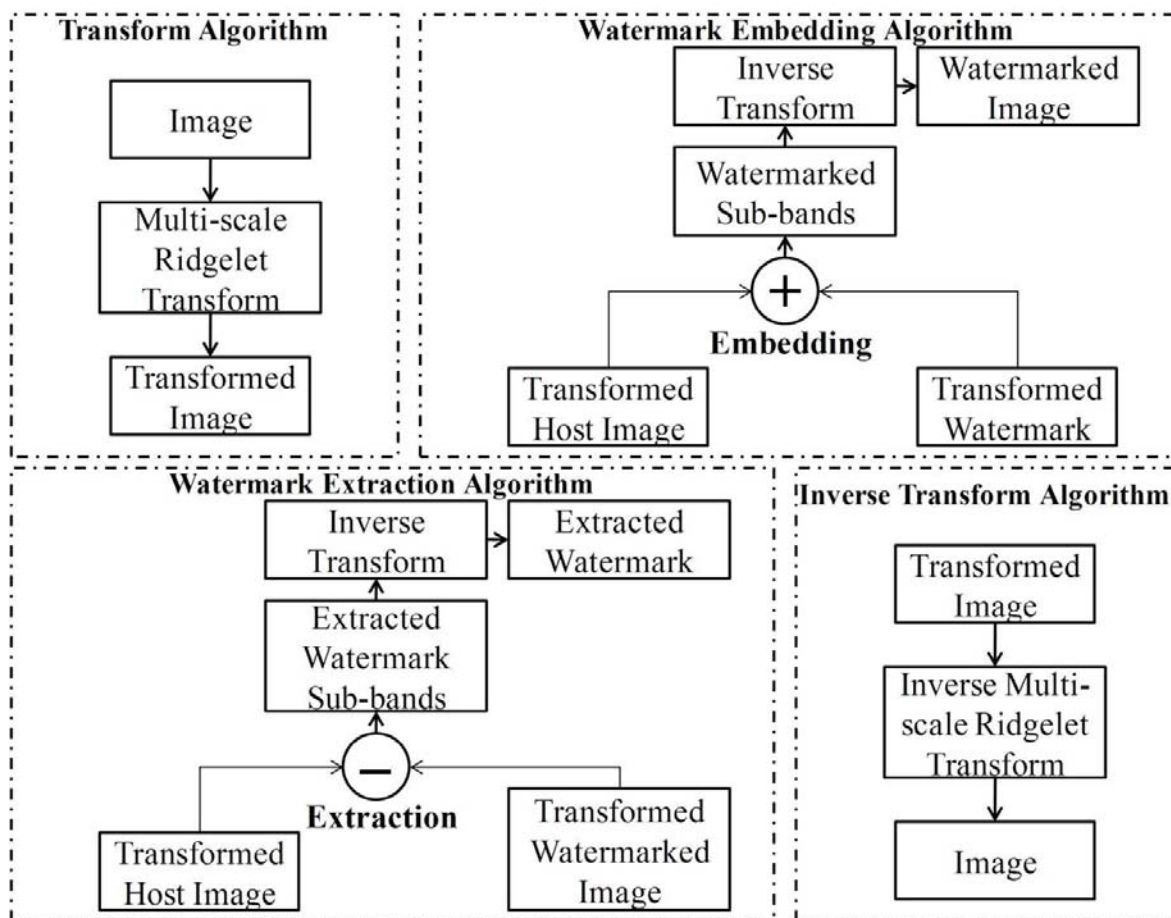 Transform Algorithm
Image
Multi-scale
Ridgelet
Transform
Transformed
Image
Watermark Embedding Algorithm
Inverse
Transform
Watermarked
Image
Watermarked
Sub-bands
+
Embedding
Transformed
Host Image
Transformed
Watermark
Watermark Extraction Algorithm
Inverse
Transform
Extracted
Watermark
Extracted
Watermark
Sub-bands
−
Extraction
Transformed
Host Image
Transformed
Watermarked
Image
Inverse Transform Algorithm
Transformed
Image
Inverse Multi-
scale Ridgelet
Transform
Image